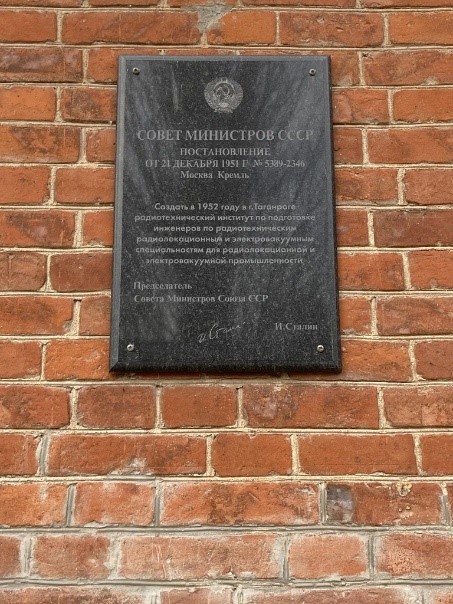 СОВЕТ МИНИСТРОВ СССР
ПОСТАНОВЛЕНИЕ
ОТ 21 ДЕКАБРЯ 1951 Г № 5389-2346
Москва Кремль
Создать в 1952 году в г.Таганроге
радиотехнический институт по подготовке
инженеров по радиотехническим
радиолокационным и электровакуумным
специальностям для радиолокационной и
электровакуумной промышленности
Председатель
Совета Министров Союза ССР
И.Сталин И.Сталин